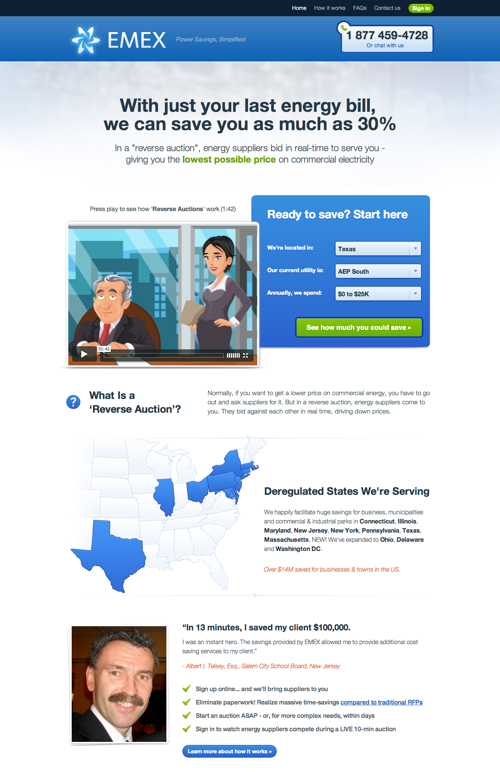 Home How it works FAQs Contact us Sign In
EMEX Power Savings, Simplified
1 877 459-4728
Or chat with us
With just your last energy bill,
we can save you as much as 30%
In a "reverse auction", energy suppliers bid in real-time to serve you -
giving you the lowest possible price on commercial electricity
Press play to see how 'Reverse Auctions' work (1:42)
01:42
Ready to save? Start here
We're located in: Texas
Our current utility is: AEP South
Annually, we spend: $0 to $25K
See how much you could save »
?
What Is a
'Reverse Auction'?
Normally, if you want to get a lower price on commercial energy, you have to go
out and ask suppliers for it. But in a reverse auction, energy suppliers come to
you. They bid against each other in real time, driving down prices.
Deregulated States We're Serving
We happily facilitate huge savings for business, municipalities
and commercial & industrial parks in Connecticut, Illinois,
Maryland, New Jersey, New York, Pennsylvania, Texas,
Massachusetts, NEW! We've expanded to Ohio, Delaware
and Washington DC.
Over $14M saved for businesses & towns in the US.
"In 13 minutes, I saved my client $100,000.
I was an instant hero. The savings provided by EMEX allowed me to provide additional cost
saving services to my client."
- Albert I. Telsey, Esq., Salem City School Board, New Jersey
Sign up online... and we'll bring suppliers to you
Eliminate paperwork! Realize massive time-savings compared to traditional RFPs
Start an auction ASAP - or, for more complex needs, within days
Sign in to watch energy suppliers compete during a LIVE 10-min auction
Learn more about how it works »